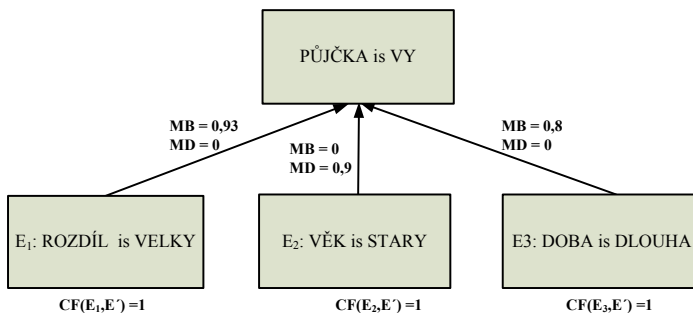 PŮJČKA is VY
MB = 0,93
MD = 0
MB = 0
MD = 0,9
MB = 0,8
MD = 0
E₁: ROZDÍL is VELKY
E₂: VĚK is STARY
E3: DOBA is DLOUHA
CF(E₁,E´) =1
CF(E₂,E´) =1
CF(E₃,E´) =1